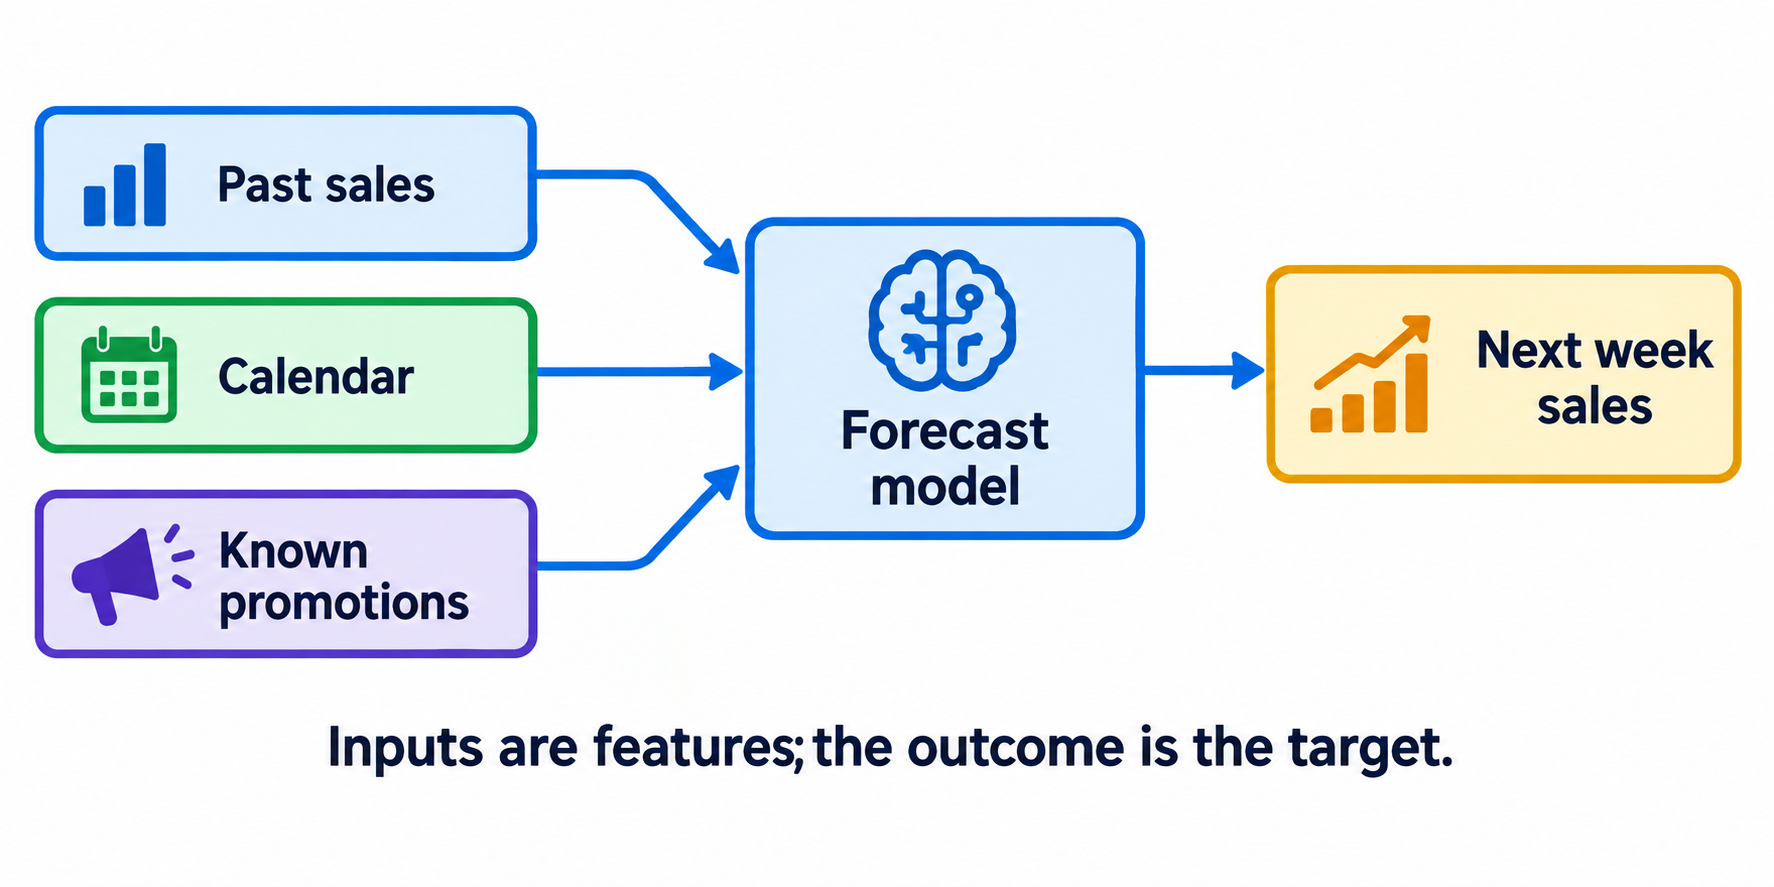 Past sales
Calendar
Known
promotions
Forecast
model
Next week
sales
Inputs are features; the outcome is the target.